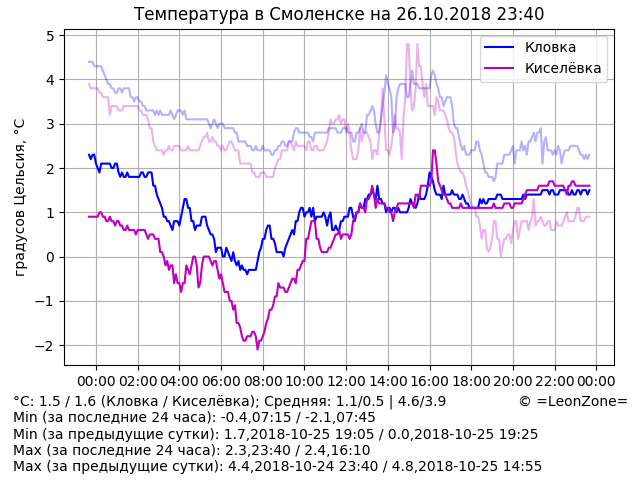 Температура в Смоленске на 26.10.2018 23:40
градусов Цельсия, °C
5
4
3
2
1
0
−1
−2
Кловка
Киселёвка
00:00 02:00 04:00 06:00 08:00 10:00 12:00 14:00 16:00 18:00 20:00 22:00 00:00
°C: 1.5 / 1.6 (Кловка / Киселёвка); Средняя: 1.1/0.5 | 4.6/3.9 © =LeonZone=
Min (за последние 24 часа): -0.4,07:15 / -2.1,07:45
Min (за предыдущие сутки): 1.7,2018-10-25 19:05 / 0.0,2018-10-25 19:25
Max (за последние 24 часа): 2.3,23:40 / 2.4,16:10
Max (за предыдущие сутки): 4.4,2018-10-24 23:40 / 4.8,2018-10-25 14:55